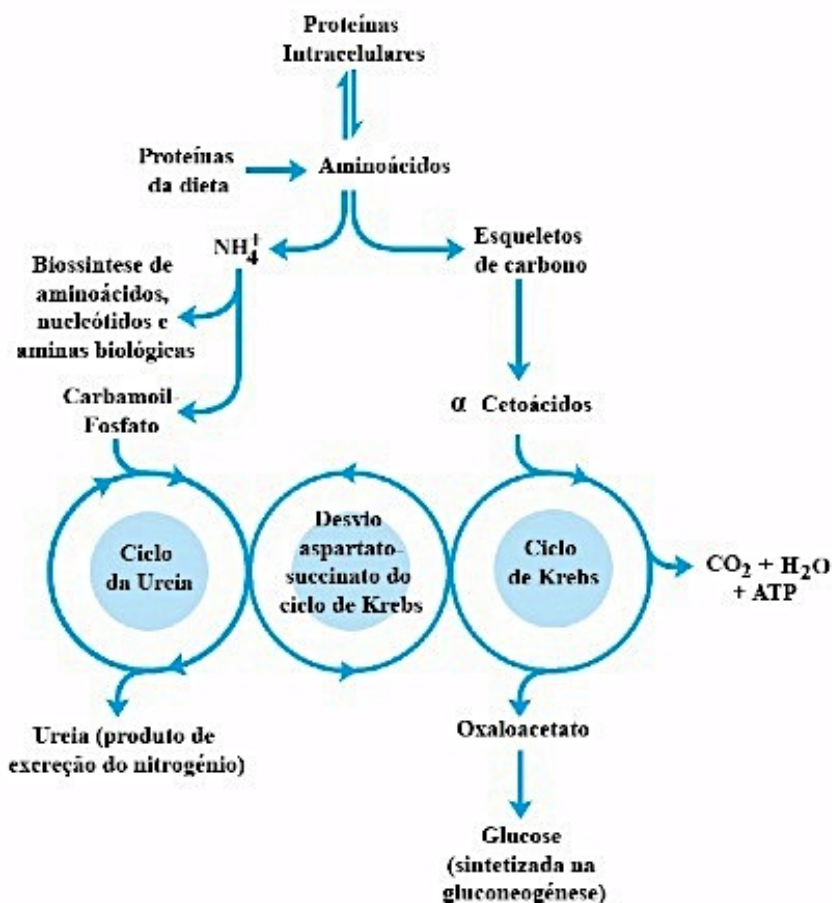 Proteínas
Intracelulares
Proteínas
da dieta
Aminoácidos
NH₄⁺
Esqueletos
de carbono
Biossintese de
aminoácidos,
nucleótidos e
aminas biológicas
Carbamoil-
Fosfato
α Cetoácidos
Ciclo
da Ureia
Desvio
aspartato-
succinato do
ciclo de Krebs
Ciclo
de Krebs
CO₂ + H₂O
+ ATP
Ureia (produto de
excreção do nitrogénio)
Oxaloacetato
Glucose
(sintetizada na
gluconeogénese)